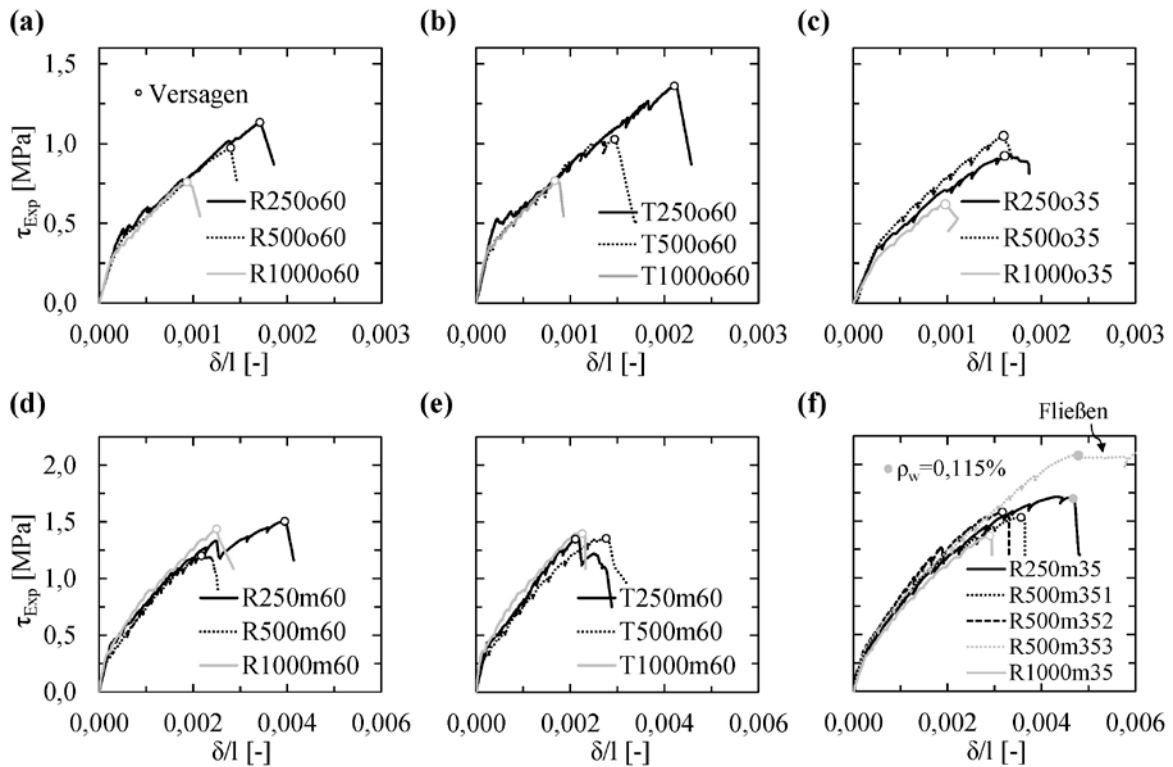 (a)
τExp [MPa]
1,5
1,0
0,5
0,0
Versagen
R250o60
R500o60
R1000o60
0,000 0,001 0,002 0,003
δ/l [-]
(b)
T250o60
T500o60
T1000o60
0,000 0,001 0,002 0,003
δ/l [-]
(c)
R250o35
R500o35
R1000o35
0,000 0,001 0,002 0,003
δ/l [-]
(d)
τExp [MPa]
2,0
1,5
1,0
0,5
0,0
R250m60
R500m60
R1000m60
0,000 0,002 0,004 0,006
δ/l [-]
(e)
T250m60
T500m60
T1000m60
0,000 0,002 0,004 0,006
δ/l [-]
(f)
Fließen
ρw=0,115%
R250m35
R500m351
R500m352
R500m353
R1000m35
0,000 0,002 0,004 0,006
δ/l [-]